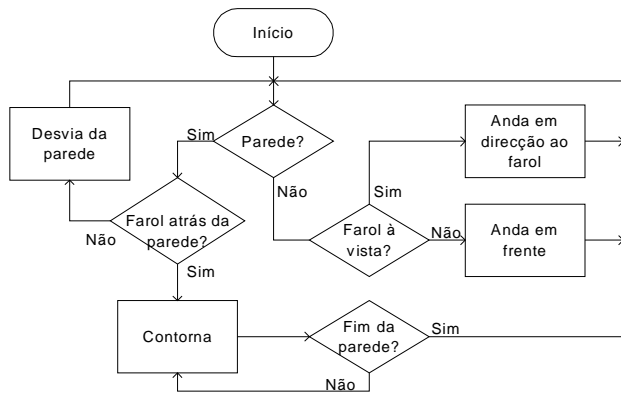 Início
Parede?
Sim
Não
Desvia da
parede
Farol atrás da
parede?
Não
Sim
Anda em
direcção ao
farol
Sim
Farol à
vista?
Não
Anda em
frente
Contorna
Fim da
parede?
Sim
Não